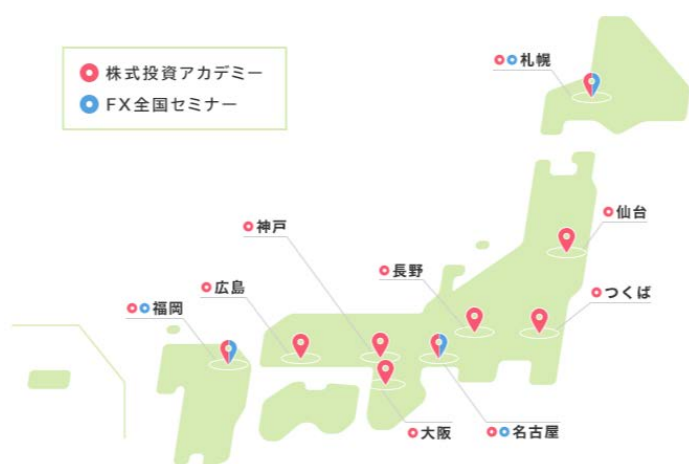 株式投資アカデミー
FX全国セミナー
札幌
仙台
神戸
長野
広島
つくば
福岡
大阪
名古屋